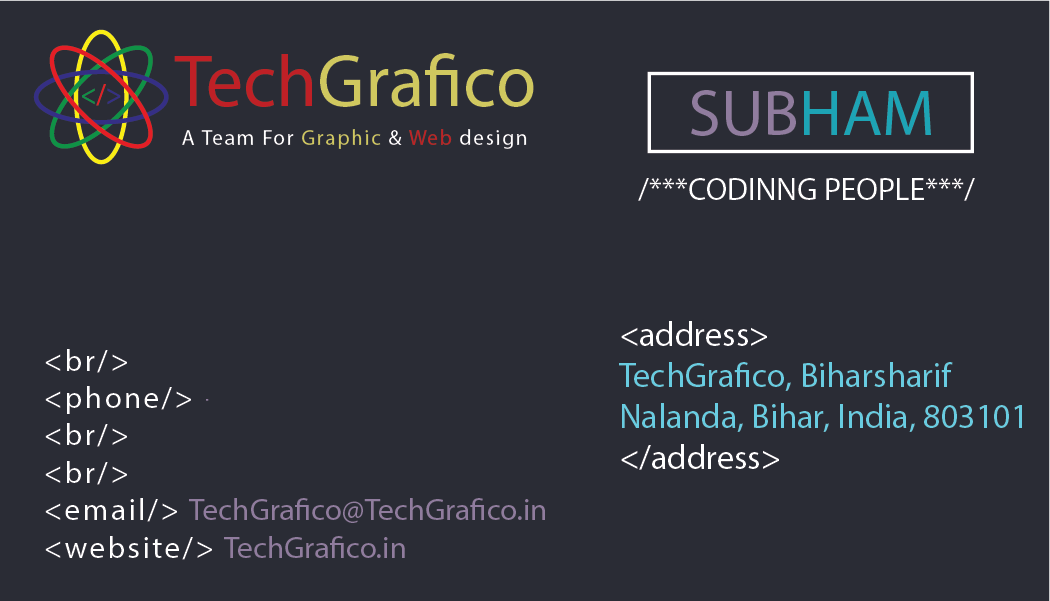 </>
TechGrafico
A Team For Graphic & Web design
SUBHAM
/***CODINNG PEOPLE***/
<br/>
<phone/>
<br/>
<br/>
<email/> TechGrafico@TechGrafico.in
<website/> TechGrafico.in
<address>
TechGrafico, Biharsharif
Nalanda, Bihar, India, 803101
</address>